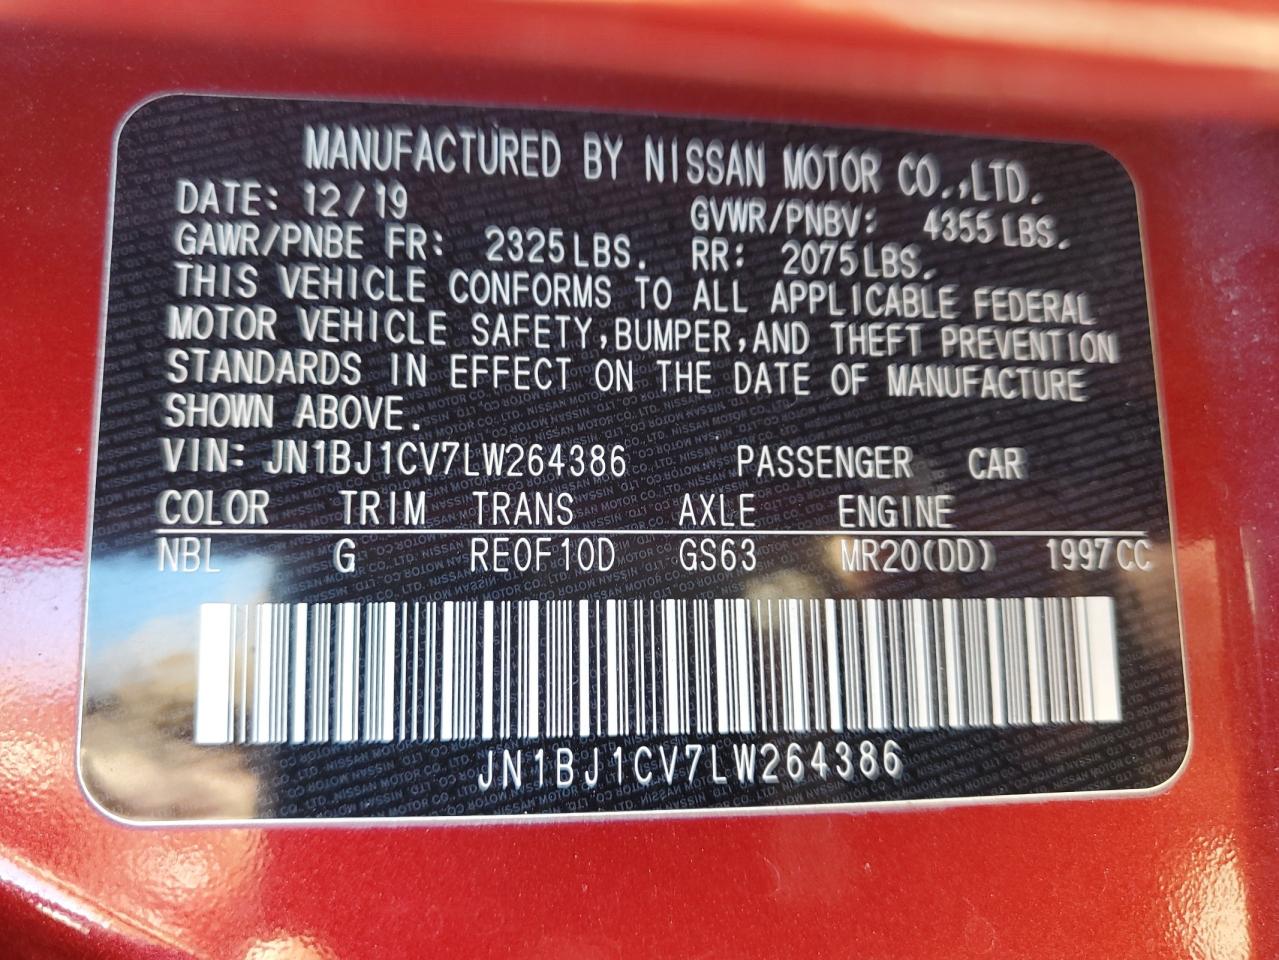 MANUFACTURED BY NISSAN MOTOR CO.,LTD.
DATE: 12/19 GVWR/PNBV: 4355 LBS.
GAWR/PNBE FR: 2325 LBS. RR: 2075 LBS.
THIS VEHICLE CONFORMS TO ALL APPLICABLE FEDERAL
MOTOR VEHICLE SAFETY, BUMPER, AND THEFT PREVENTION
STANDARDS IN EFFECT ON THE DATE OF MANUFACTURE
SHOWN ABOVE.
VIN: JN1BJ1CV7LW264386 PASSENGER CAR
COLOR TRIM TRANS AXLE ENGINE
NBL G RE0F10D GS63 MR20(DD) 1997CC
JN1BJ1CV7LW264386